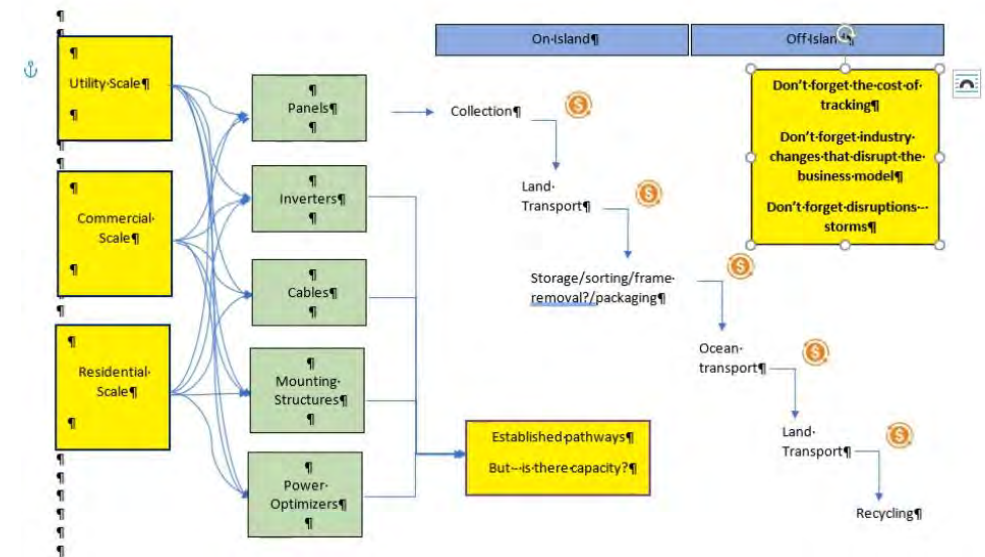 On-Island¶
Off-Islan
Utility-Scale¶
Commercial-
Scale¶
Residential-
Scale¶
Panels¶
Inverters¶
Cables¶
Mounting-
Structures¶
Power-
Optimizers¶
Collection¶
Land-
Transport¶
Storage/sorting/frame-
removal?/packaging¶
Ocean-
transport¶
Land-
Transport¶
Recycling¶
Established·pathways¶
But·--·is·there·capacity?¶
Don't·forget·the·cost·of·
tracking¶
Don't·forget·industry·
changes·that·disrupt·the·
business·model¶
Don't·forget·disruptions·--·
storms¶